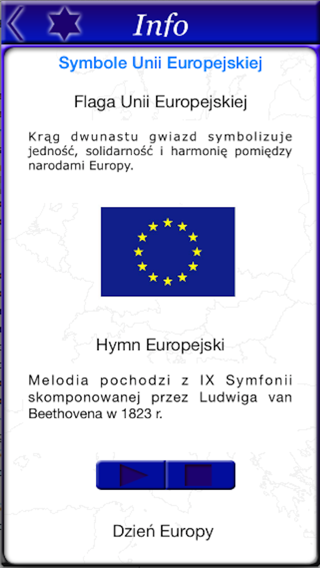 Info
Symbole Unii Europejskiej
Flaga Unii Europejskiej
Krąg dwunastu gwiazd symbolizuje
jedność, solidarność i harmonię pomiędzy
narodami Europy.
Hymn Europejski
Melodia pochodzi z IX Symfonii
skomponowanej przez Ludwiga van
Beethovena w 1823 r.
Dzień Europy